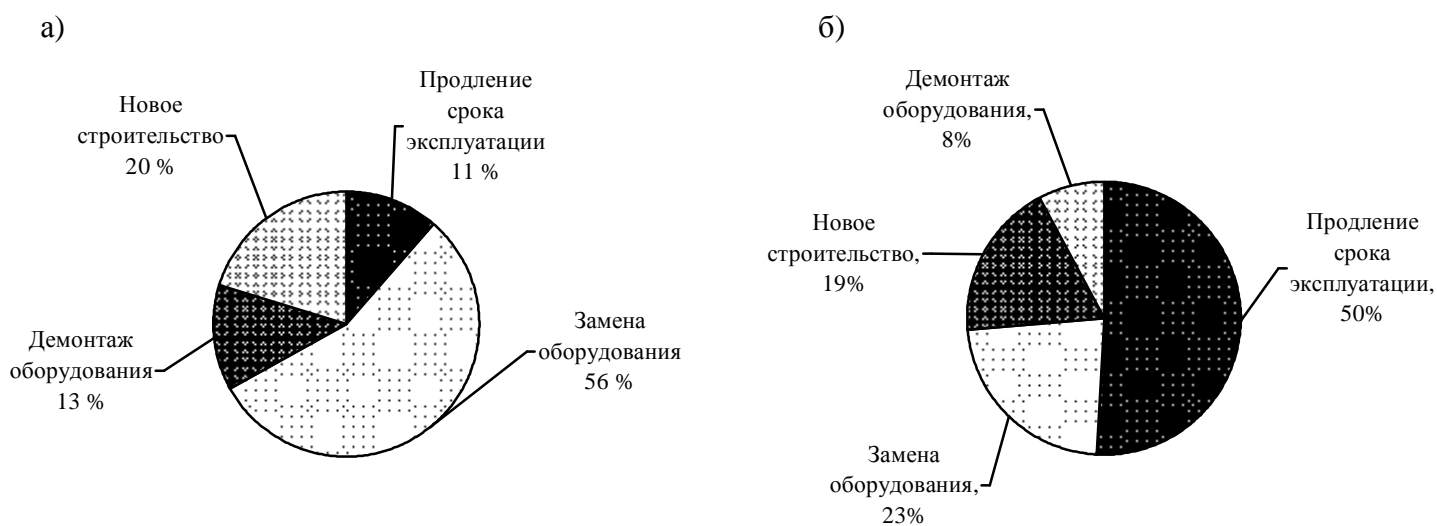 а)
Новое
строительство
20 %
Продление
срока
эксплуатации
11 %
Демонтаж
оборудования
13 %
Замена
оборудования
56 %
б)
Демонтаж
оборудования,
8%
Новое
строительство,
19%
Продление
срока
эксплуатации,
50%
Замена
оборудования,
23%